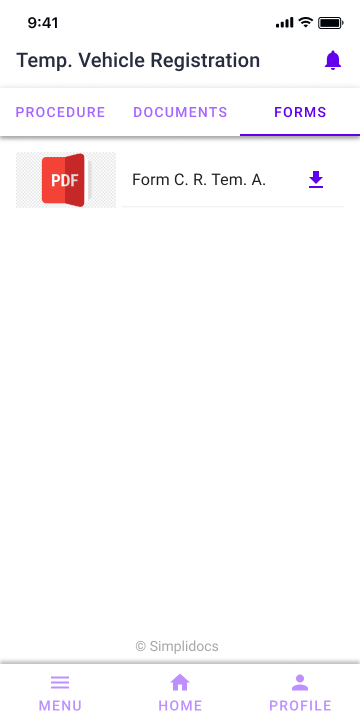 9:41
Temp. Vehicle Registration
PROCEDURE DOCUMENTS FORMS
PDF Form C. R. Tem. A.
© Simplidocs
MENU HOME PROFILE